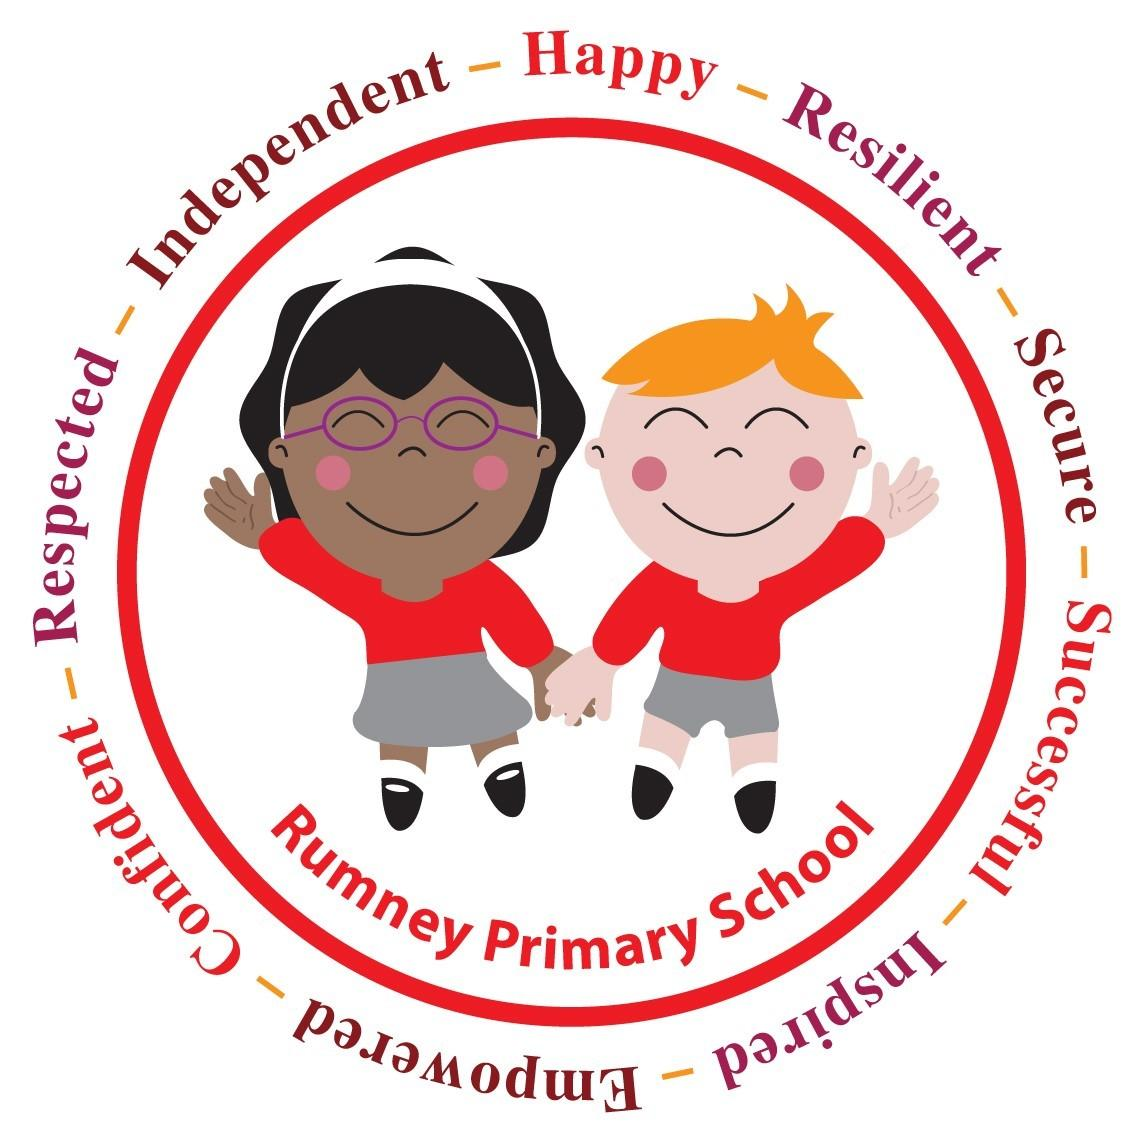 Happy – Resilient – Secure – Successful – Inspired – Empowered – Confident – Respected – Independent –
Rumney Primary School